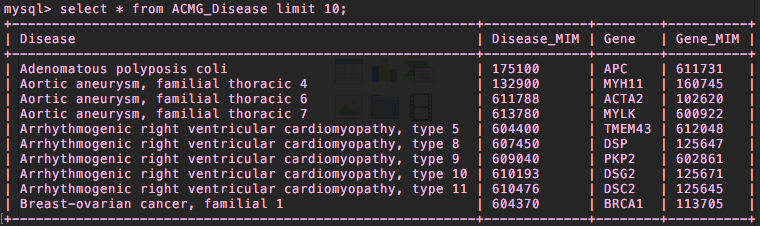 mysql> select * from ACMG_Disease limit 10;
+-----------------------------------------------------------+-------------+--------+----------+
| Disease | Disease_MIM | Gene | Gene_MIM |
+-----------------------------------------------------------+-------------+--------+----------+
| Adenomatous polyposis coli | 175100 | APC | 611731 |
| Aortic aneurysm, familial thoracic 4 | 132900 | MYH11 | 160745 |
| Aortic aneurysm, familial thoracic 6 | 611788 | ACTA2 | 102620 |
| Aortic aneurysm, familial thoracic 7 | 613780 | MYLK | 600922 |
| Arrhythmogenic right ventricular cardiomyopathy, type 5 | 604400 | TMEM43 | 612048 |
| Arrhythmogenic right ventricular cardiomyopathy, type 8 | 607450 | DSP | 125647 |
| Arrhythmogenic right ventricular cardiomyopathy, type 9 | 609040 | PKP2 | 602861 |
| Arrhythmogenic right ventricular cardiomyopathy, type 10 | 610193 | DSG2 | 125671 |
| Arrhythmogenic right ventricular cardiomyopathy, type 11 | 610476 | DSC2 | 125645 |
| Breast-ovarian cancer, familial 1 | 604370 | BRCA1 | 113705 |
+-----------------------------------------------------------+-------------+--------+----------+